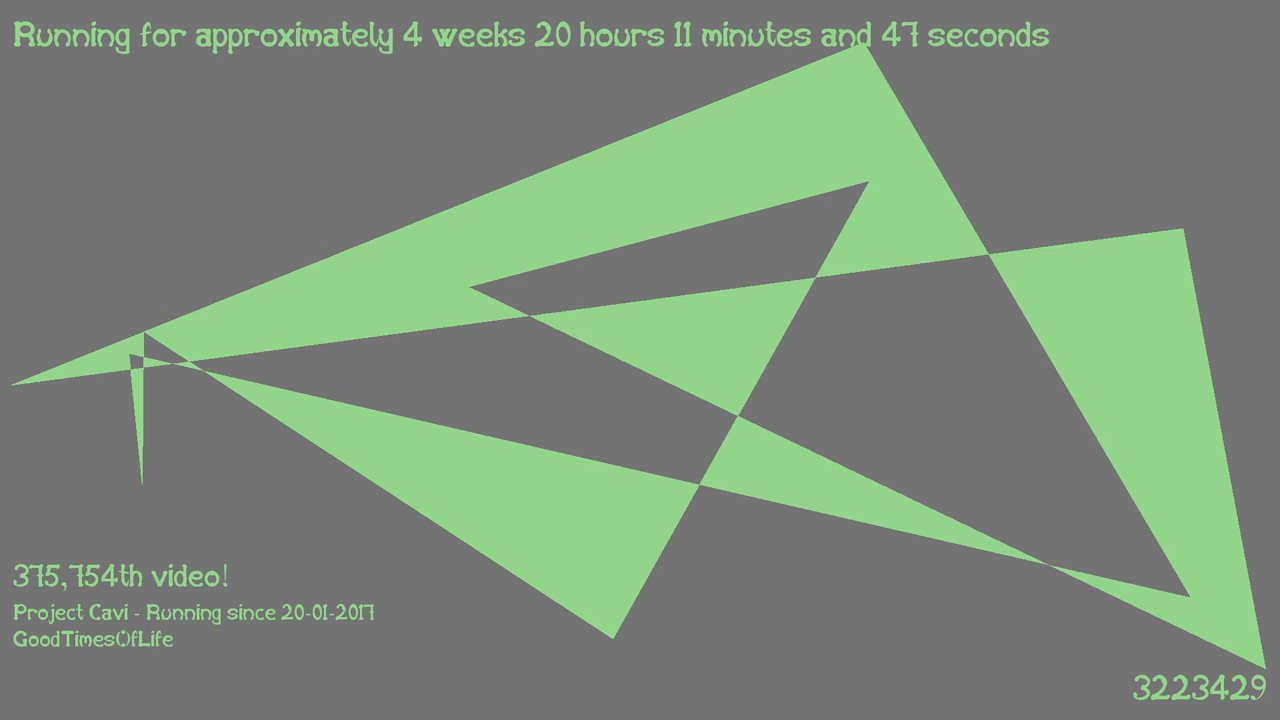 Running for approximately 4 weeks 20 hours 11 minutes and 47 seconds
375,754th video!
Project Cavi - Running since 20-01-2017
GoodTimesOfLife
3223429